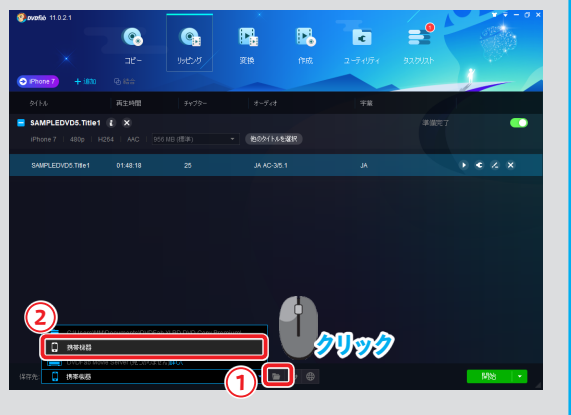 DVDFab 11.0.2.1
コピー リッピング 変換 作成 ユーティリティ タスクリスト
iPhone 7 + 追加 結合
タイトル 再生時間 チャプター オーディオ 字幕
SAMPLEDVD5.Title1 準備完了
iPhone 7 480p H264 AAC 955 MB (標準) 他のタイトルを選択
SAMPLEDVD5.Title1 01:48:18 25 JA AC-3/5.1 JA
②
携帯機器
クリック
保存先: 携帯機器
① 開始